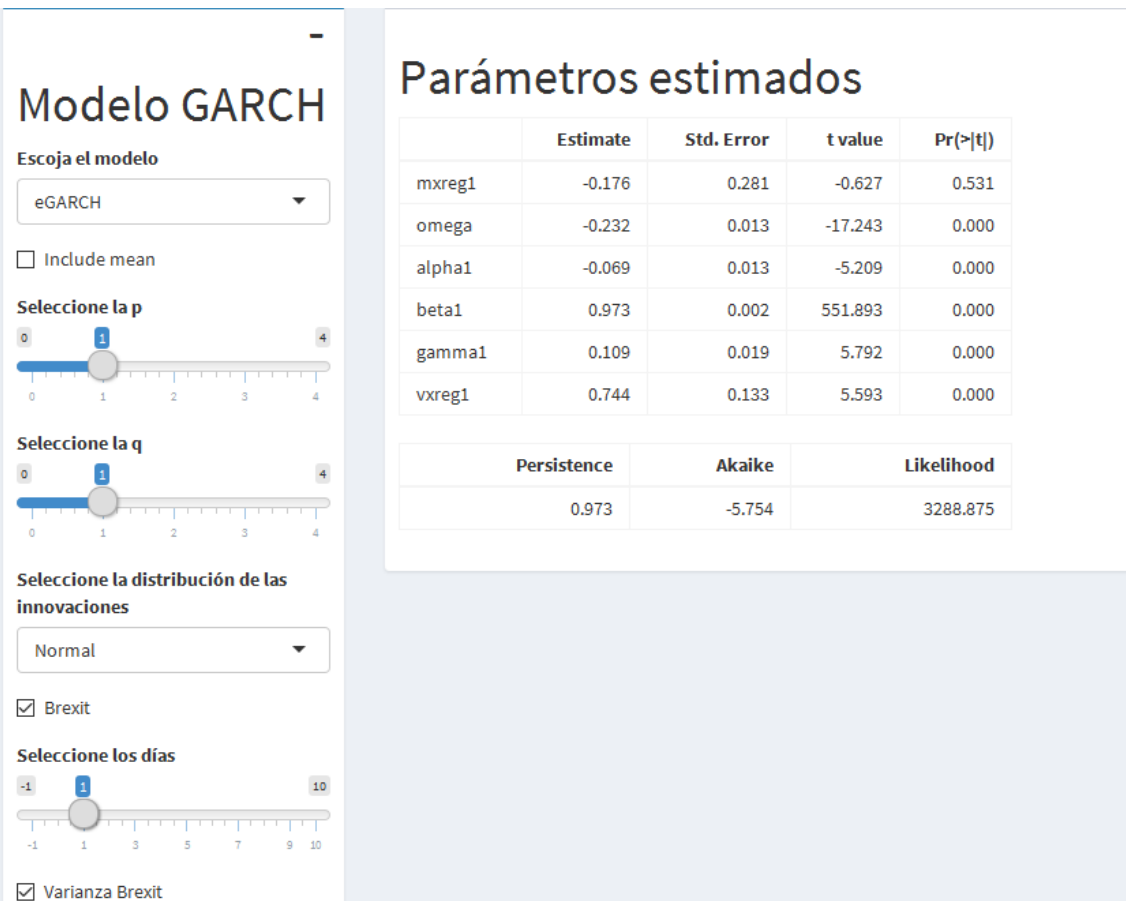 Modelo GARCH
Escoja el modelo
eGARCH
Include mean
Seleccione la p
0 1 4
0 1 2 3 4
Seleccione la q
0 1 4
0 1 2 3 4
Seleccione la distribución de las
innovaciones
Normal
Brexit
Seleccione los días
-1 1 10
-1 1 3 5 7 9 10
Varianza Brexit
Parámetros estimados
Estimate Std. Error t value Pr(>|t|)
mxreg1 -0.176 0.281 -0.627 0.531
omega -0.232 0.013 -17.243 0.000
alpha1 -0.069 0.013 -5.209 0.000
beta1 0.973 0.002 551.893 0.000
gamma1 0.109 0.019 5.792 0.000
vxreg1 0.744 0.133 5.593 0.000
Persistence Akaike Likelihood
0.973 -5.754 3288.875